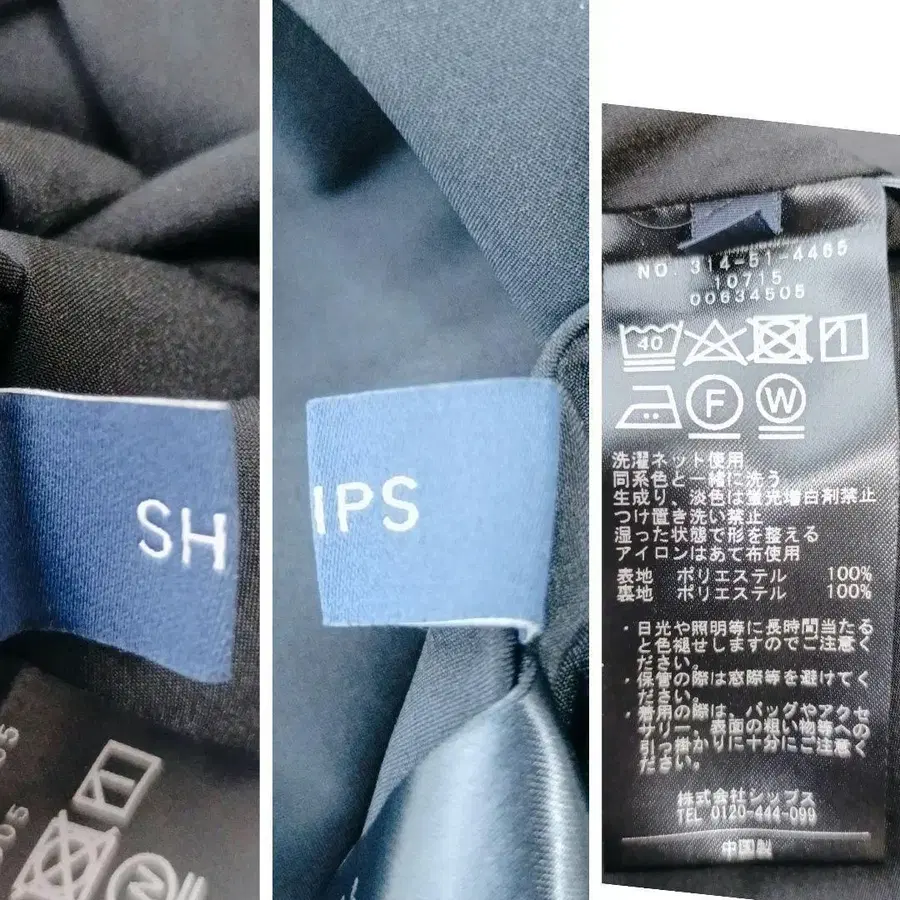 SH
05
05
IPS
NO. 314-51-4465
10715
00634505
40
F W
洗濯ネット使用
同系色と一緒に洗う
生成り、淡色は蛍光増白剤禁止
つけ置き洗い禁止
湿った状態で形を整える
アイロンはあて布使用
表地 ポリエステル 100%
裏地 ポリエステル 100%
・日光や照明等に長時間当たる
と色褪せしますのでご注意く
ださい。
・保管の際は窓際等を避けてく
ださい。
・着用の際は、バッグやアクセ
サリー、表面の粗い物等への
引っ掛かりに十分にご注意く
ださい。
株式会社シップス
TEL 0120-444-099
中国製